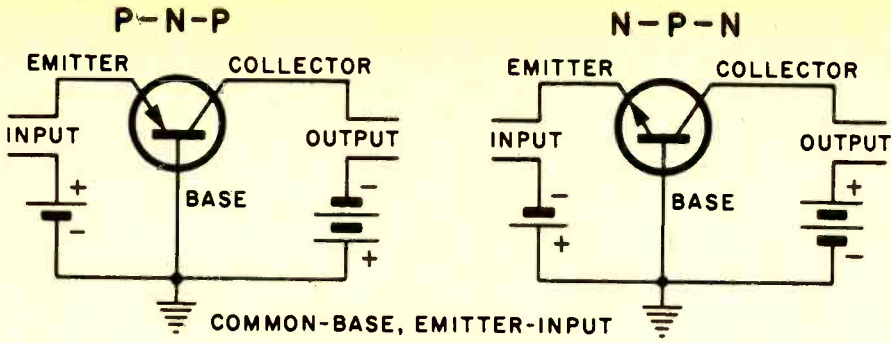 P-N-P
EMITTER
COLLECTOR
INPUT
OUTPUT
+
-
BASE
-
+
N-P-N
EMITTER
COLLECTOR
INPUT
OUTPUT
-
+
BASE
+
-
COMMON-BASE, EMITTER-INPUT